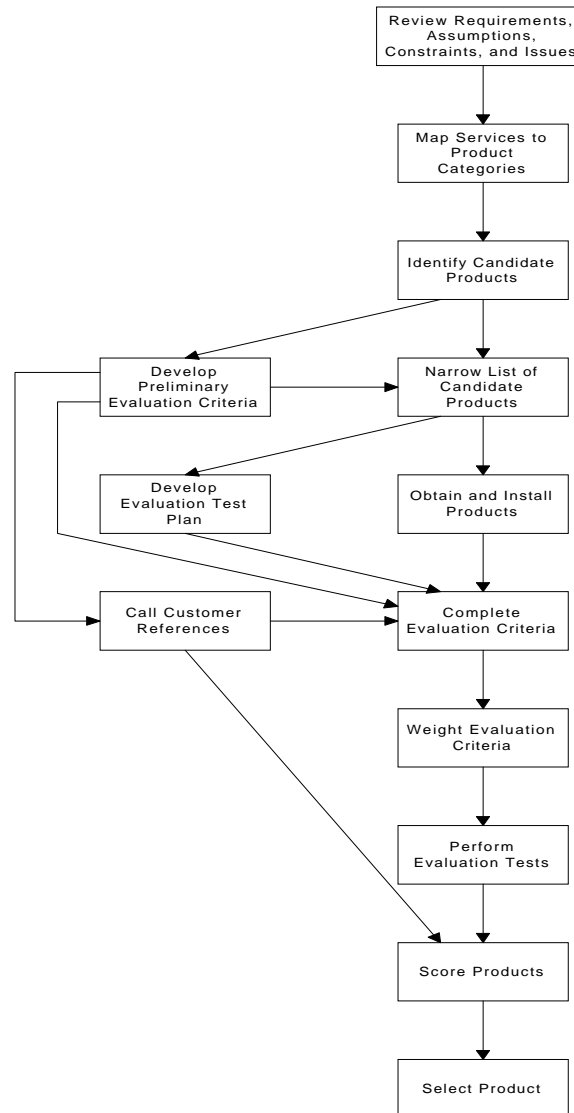 Review Requirements,
Assumptions,
Constraints, and Issues
Map Services to
Product
Categories
Identify Candidate
Products
Develop
Preliminary
Evaluation Criteria
Narrow List of
Candidate
Products
Develop
Evaluation Test
Plan
Obtain and Install
Products
Call Customer
References
Complete
Evaluation Criteria
Weight Evaluation
Criteria
Perform
Evaluation Tests
Score Products
Select Product